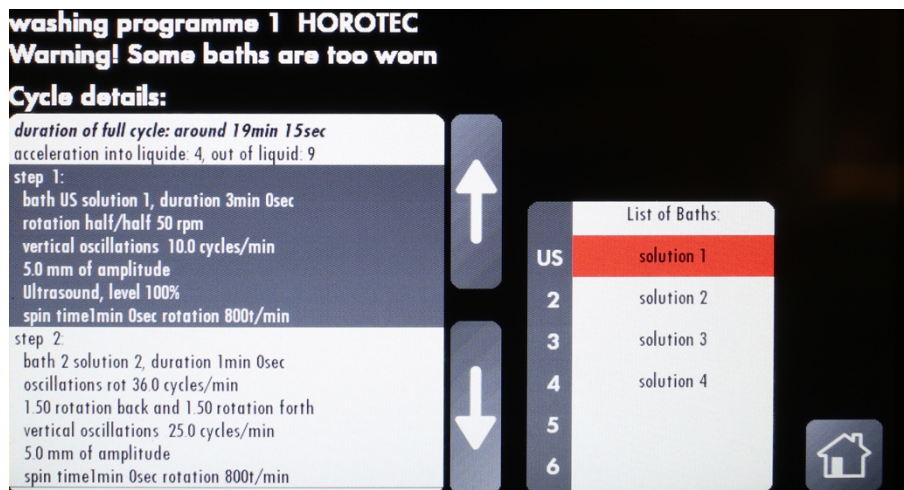 washing programme 1 HOROTEC
Warning! Some baths are too worn
Cycle details:
duration of full cycle: around 19min 15sec
acceleration into liquide: 4, out of liquid: 9
step 1:
bath US solution 1, duration 3min 0sec
rotation half/half 50 rpm
vertical oscillations 10.0 cycles/min
5.0 mm of amplitude
Ultrasound, level 100%
spin time1min 0sec rotation 800t/min
step 2:
bath 2 solution 2, duration 1min 0sec
oscillations rot 36.0 cycles/min
1.50 rotation back and 1.50 rotation forth
vertical oscillations 25.0 cycles/min
5.0 mm of amplitude
spin time1min 0sec rotation 800t/min
List of Baths:
US solution 1
2 solution 2
3 solution 3
4 solution 4
5
6